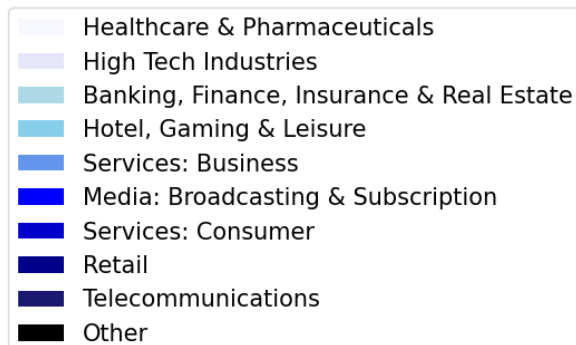 Healthcare & Pharmaceuticals
High Tech Industries
Banking, Finance, Insurance & Real Estate
Hotel, Gaming & Leisure
Services: Business
Media: Broadcasting & Subscription
Services: Consumer
Retail
Telecommunications
Other